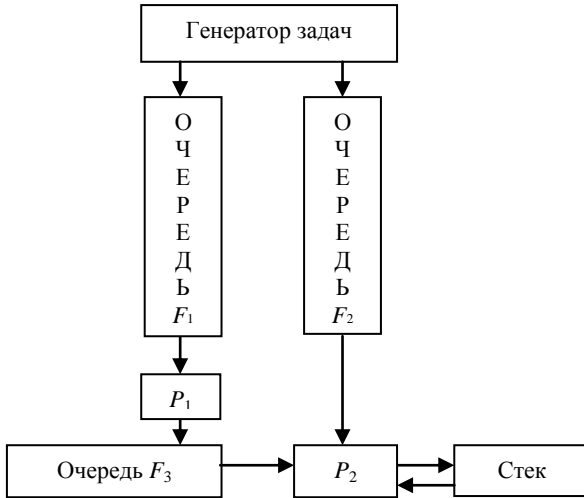 Генератор задач
О
Ч
Е
Р
Е
Д
Ь
F₁
О
Ч
Е
Р
Е
Д
Ь
F₂
P₁
Очередь F₃
P₂
Стек